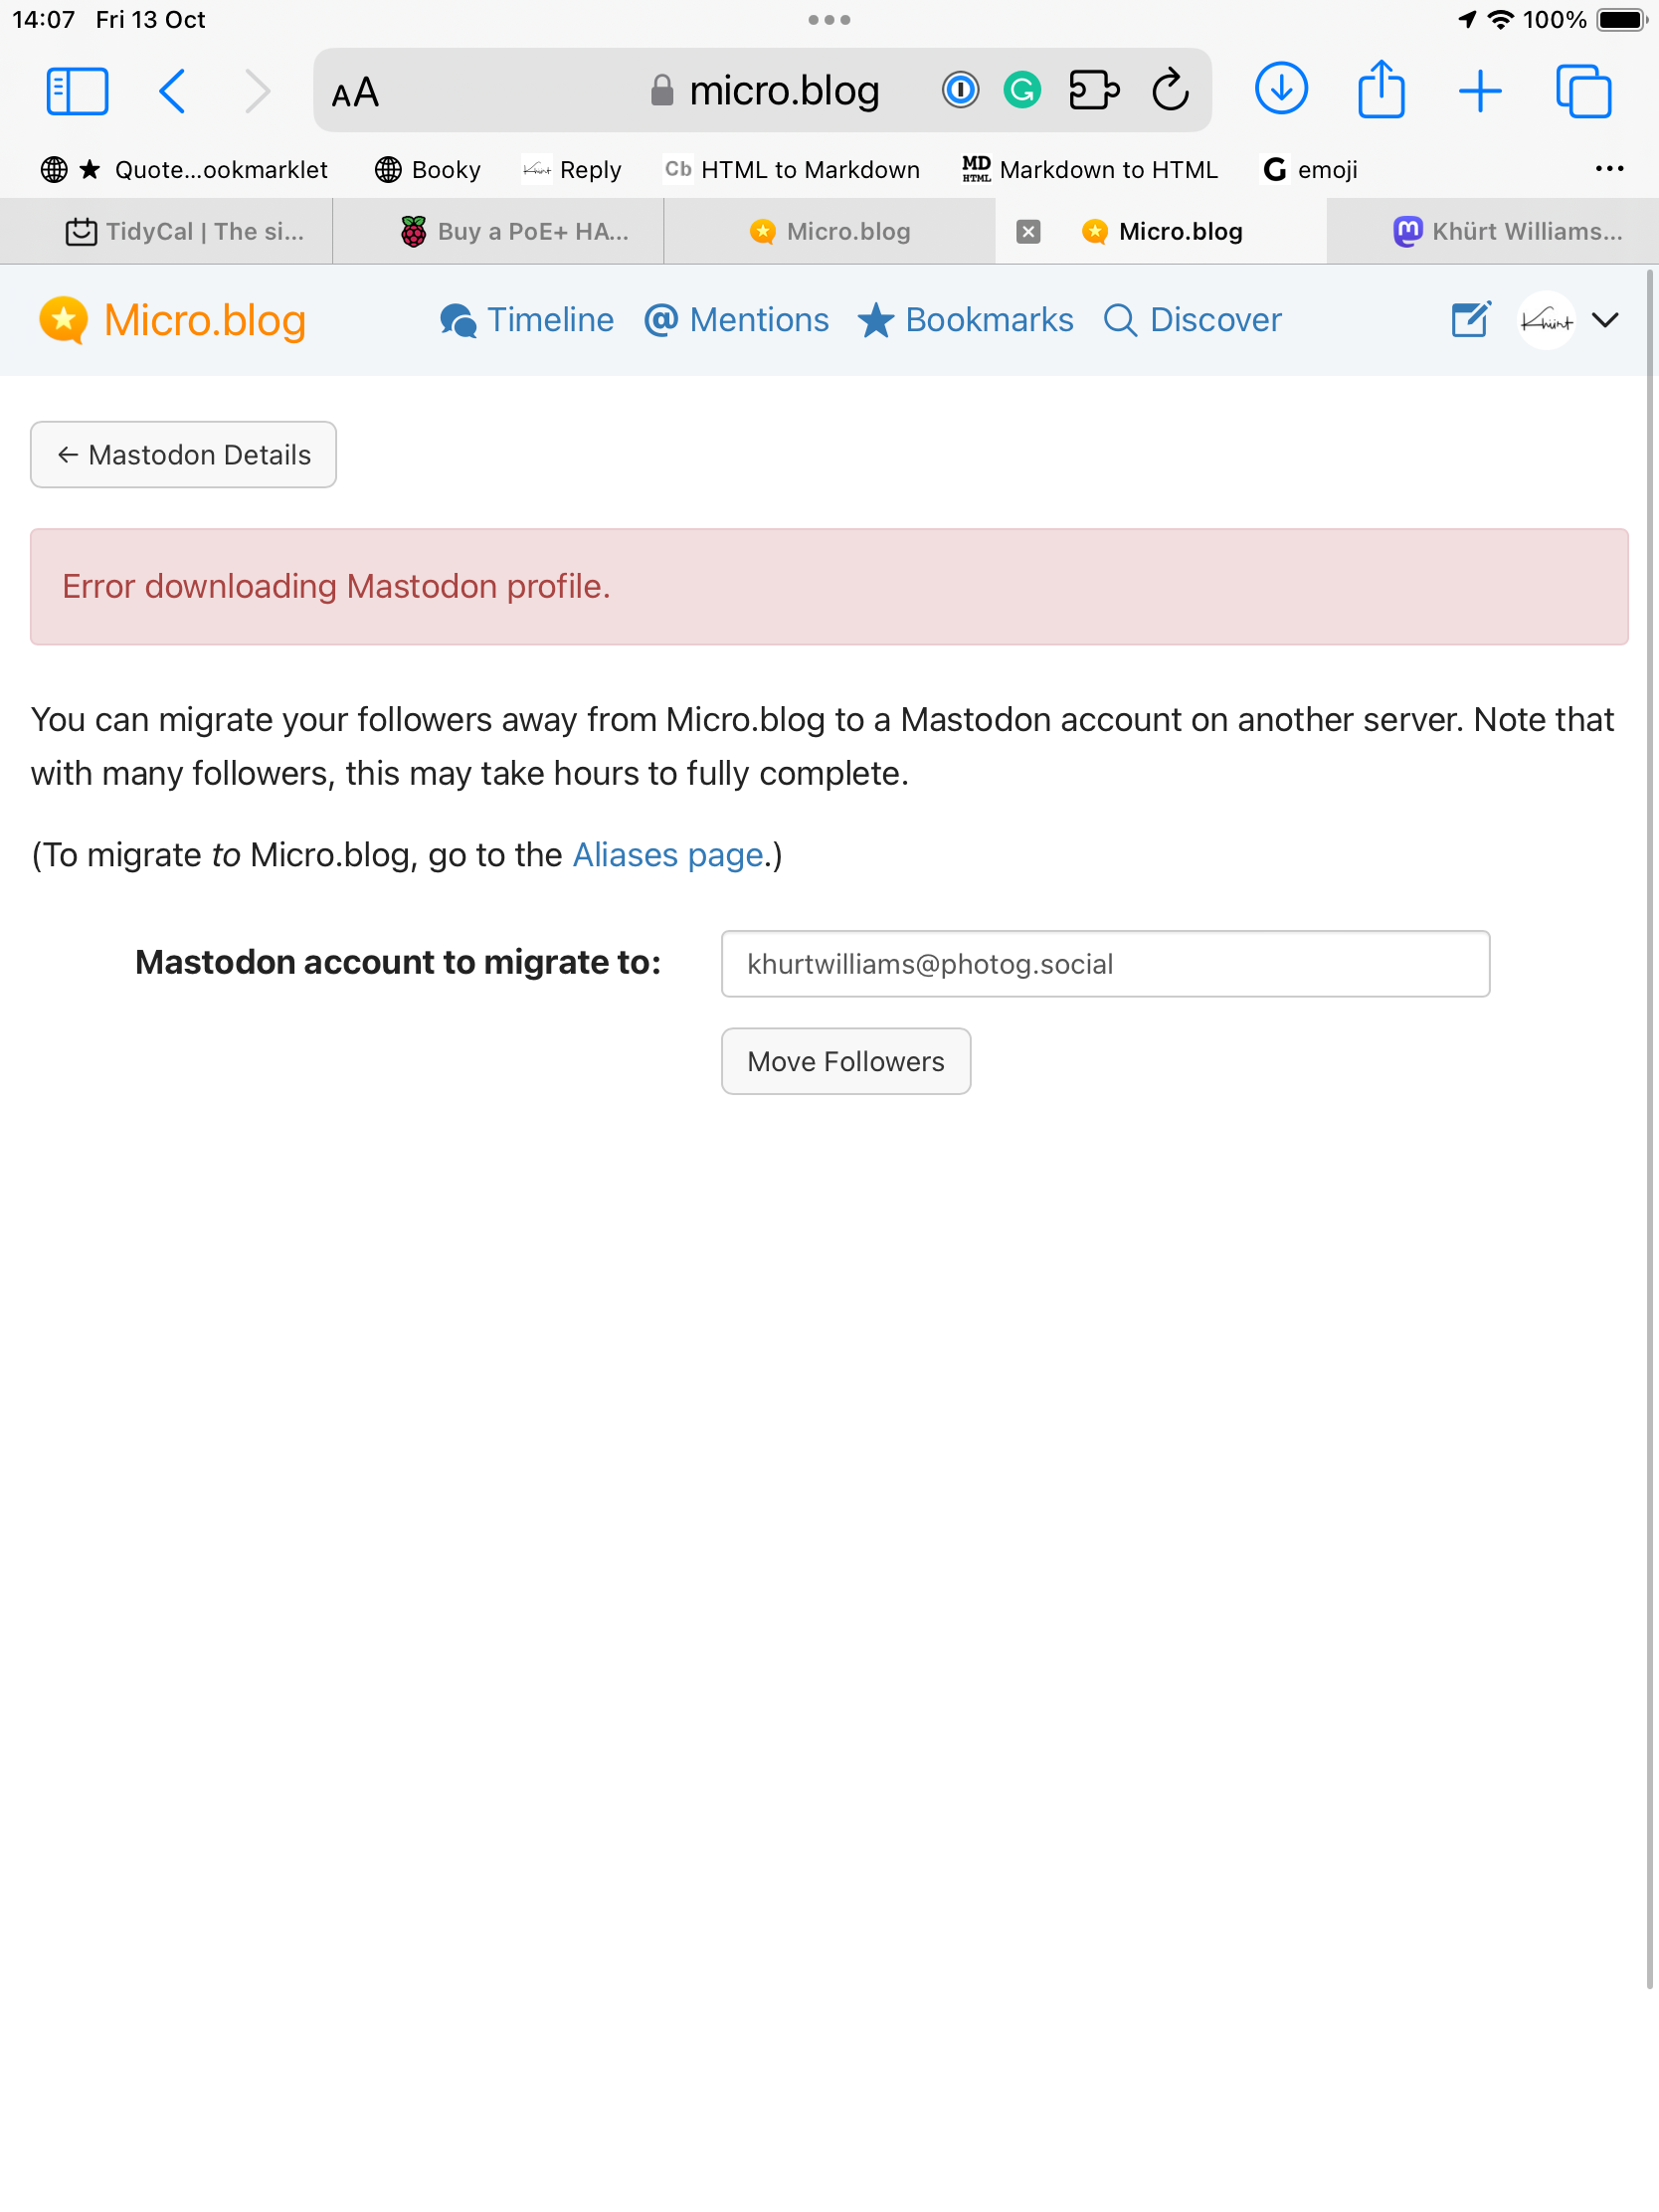 14:07 Fri 13 Oct
100%
AA micro.blog
★ Quote...ookmarklet Booky Khürt Reply Cb HTML to Markdown MD HTML Markdown to HTML G emoji
TidyCal | The si... Buy a PoE+ HA... Micro.blog Micro.blog Khürt Williams...
Micro.blog Timeline @ Mentions Bookmarks Discover Khürt
← Mastodon Details
Error downloading Mastodon profile.
You can migrate your followers away from Micro.blog to a Mastodon account on another server. Note that
with many followers, this may take hours to fully complete.
(To migrate to Micro.blog, go to the Aliases page.)
Mastodon account to migrate to: khurtwilliams@photog.social
Move Followers